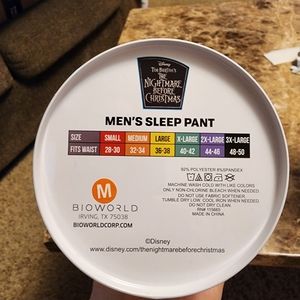 Disney
TIM BURTON'S
THE
NIGHTMARE
BEFORE
CHRISTMAS
MEN'S SLEEP PANT
SIZE SMALL MEDIUM LARGE X-LARGE 2X-LARGE 3X-LARGE
FITS WAIST 28-30 32-34 36-38 40-42 44-46 48-50
M
BIOWORLD
IRVING, TX 75038
BIOWORLDCORP.COM
92% POLYESTER 8%SPANDEX
MACHINE WASH COLD WITH LIKE COLORS
ONLY NON-CHLORINE BLEACH WHEN NEEDED
DO NOT USE FABRIC SOFTENER
TUMBLE DRY LOW, COOL IRON WHEN NEEDED
DO NOT DRY CLEAN
MADE IN CHINA
©Disney
www.disney.com/thenightmarebeforechristmas